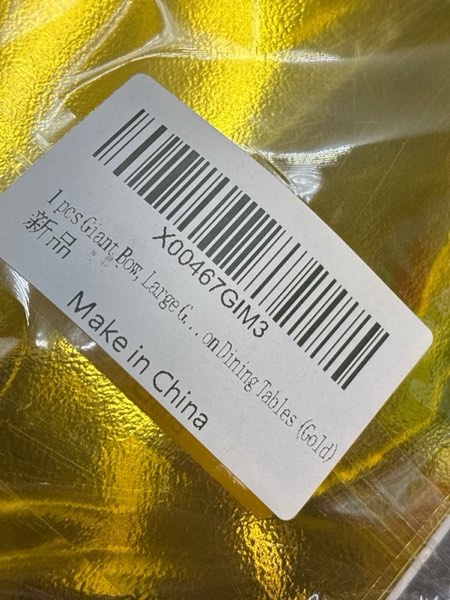 X00467GIM3
1 pcs Giant Bow, Large G... on Dining Tables (Gold)
新品
Make in China